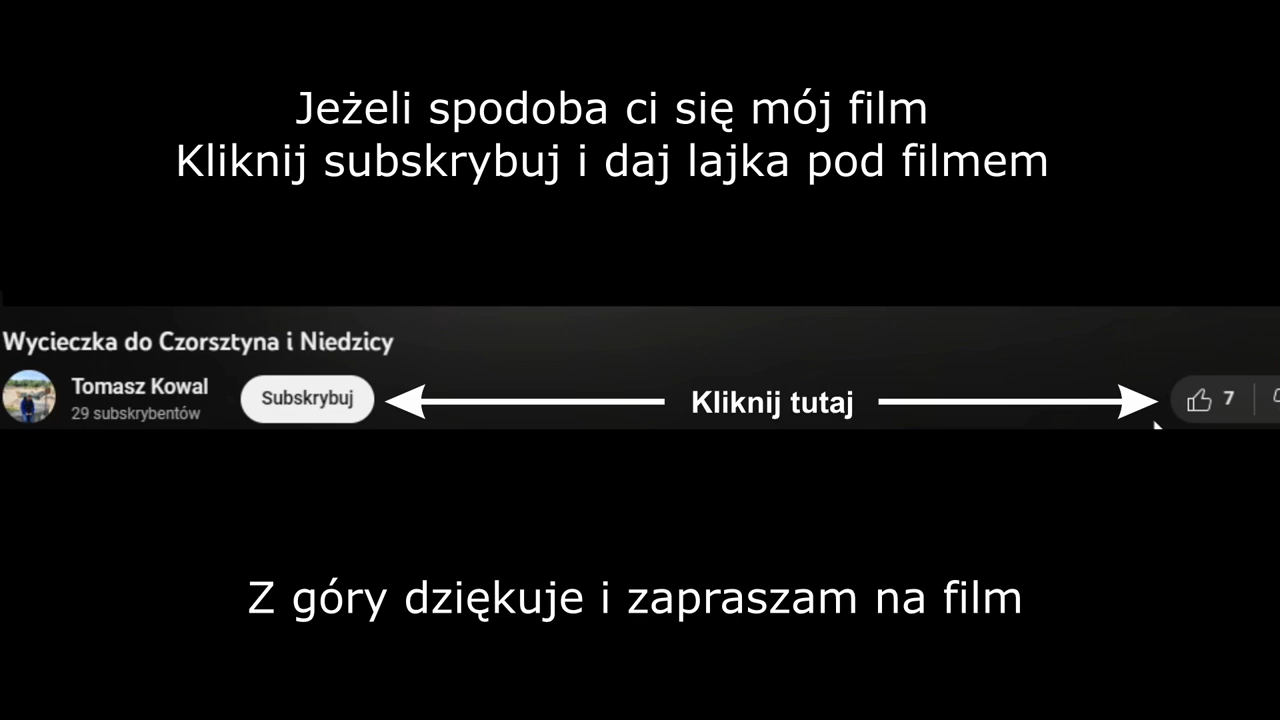 Jeżeli spodoba ci się mój film
Kliknij subskrybuj i daj lajka pod filmem
Wycieczka do Czorsztyna i Niedzicy
Tomasz Kowal
29 subskrybentów
Subskrybuj
Kliknij tutaj
7
Z góry dziękuje i zapraszam na film